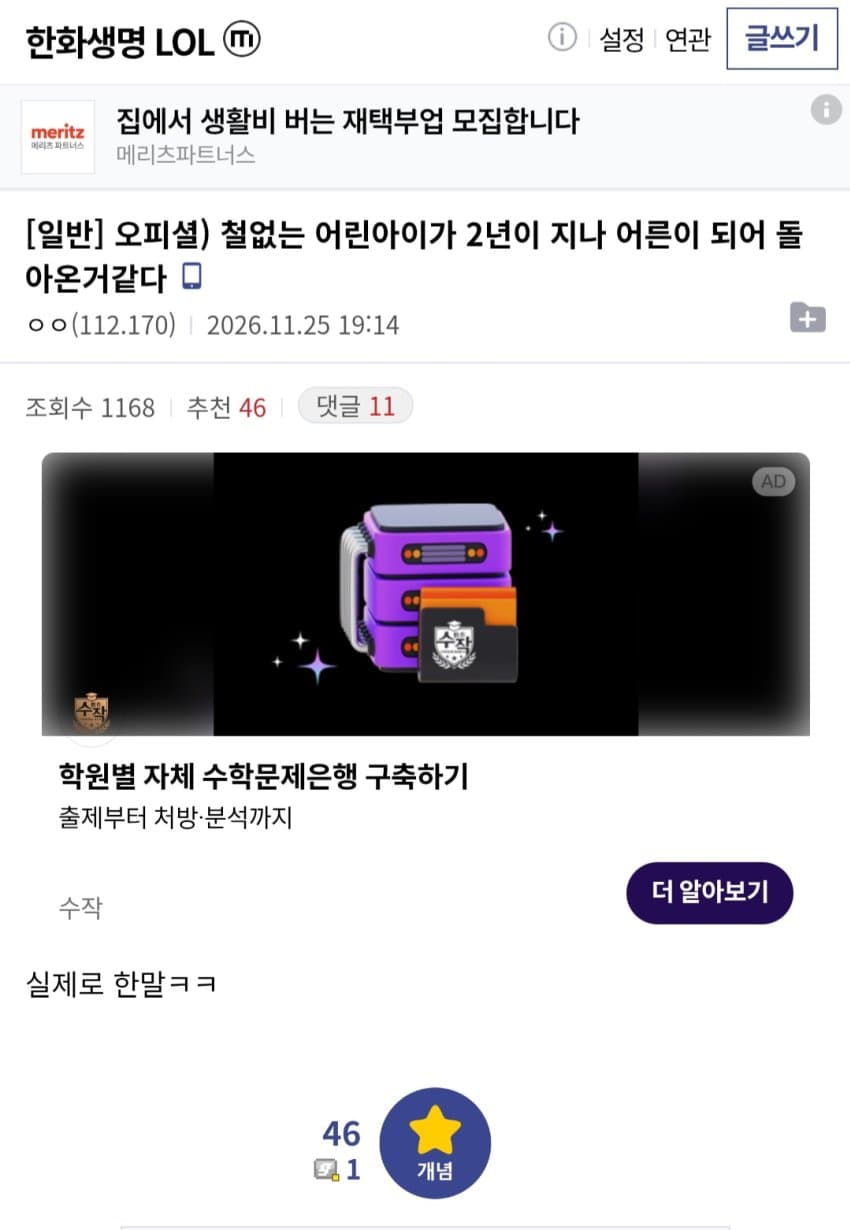 한화생명 LOL ⓜ
설정 연관 글쓰기
meritz
메리츠 파트너스
집에서 생활비 버는 재택부업 모집합니다
메리츠파트너스
[일반] 오피셜) 철없는 어린아이가 2년이 지나 어른이 되어 돌
아온거같다
ㅇㅇ(112.170) 2026.11.25 19:14
조회수 1168 추천 46 댓글 11
AD
수작
수작
학원별 자체 수학문제은행 구축하기
출제부터 처방·분석까지
더 알아보기
수작
실제로 한말ㅋㅋ
46
1
개념